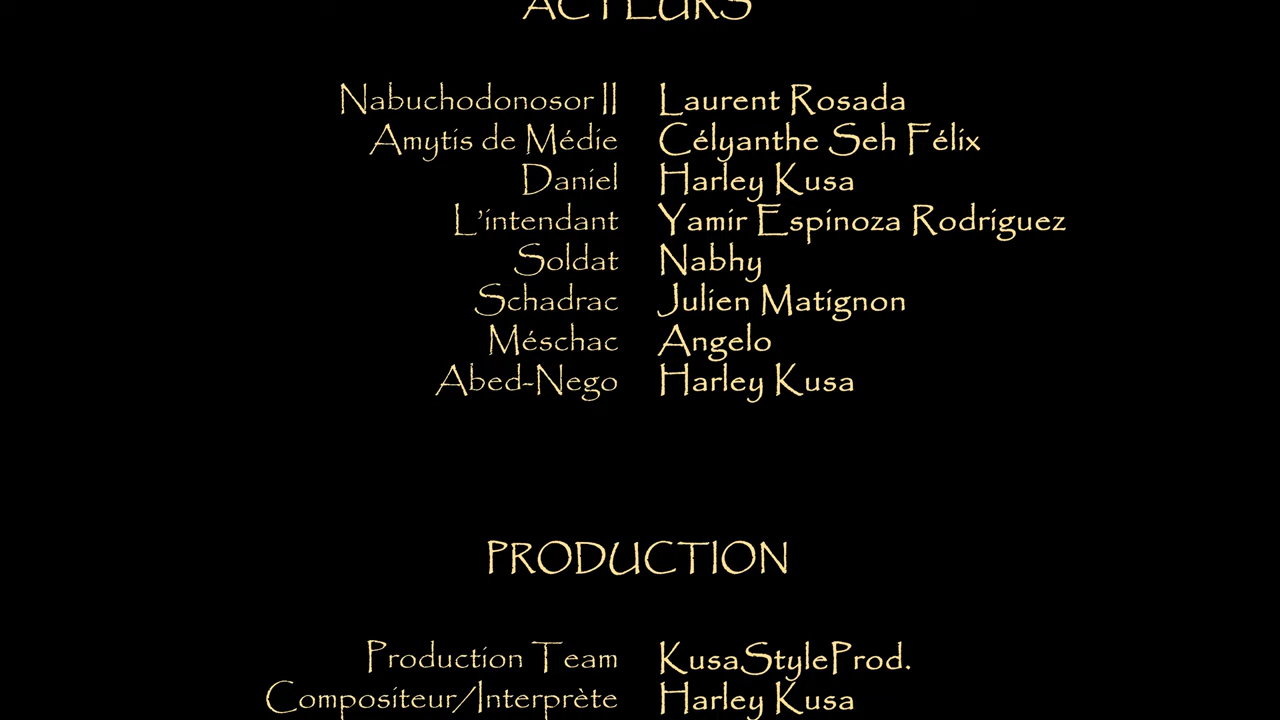 ACTEURS
Nabuchodonosor II Laurent Rosada
Amytis de Médie Célyanthe Seh Félix
Daniel Harley Kusa
L'intendant Yamir Espinoza Rodriguez
Soldat Nabhy
Schadrac Julien Matignon
Méschac Angelo
Abed-Nego Harley Kusa
PRODUCTION
Production Team KusaStyleProd.
Compositeur/Interprète Harley Kusa